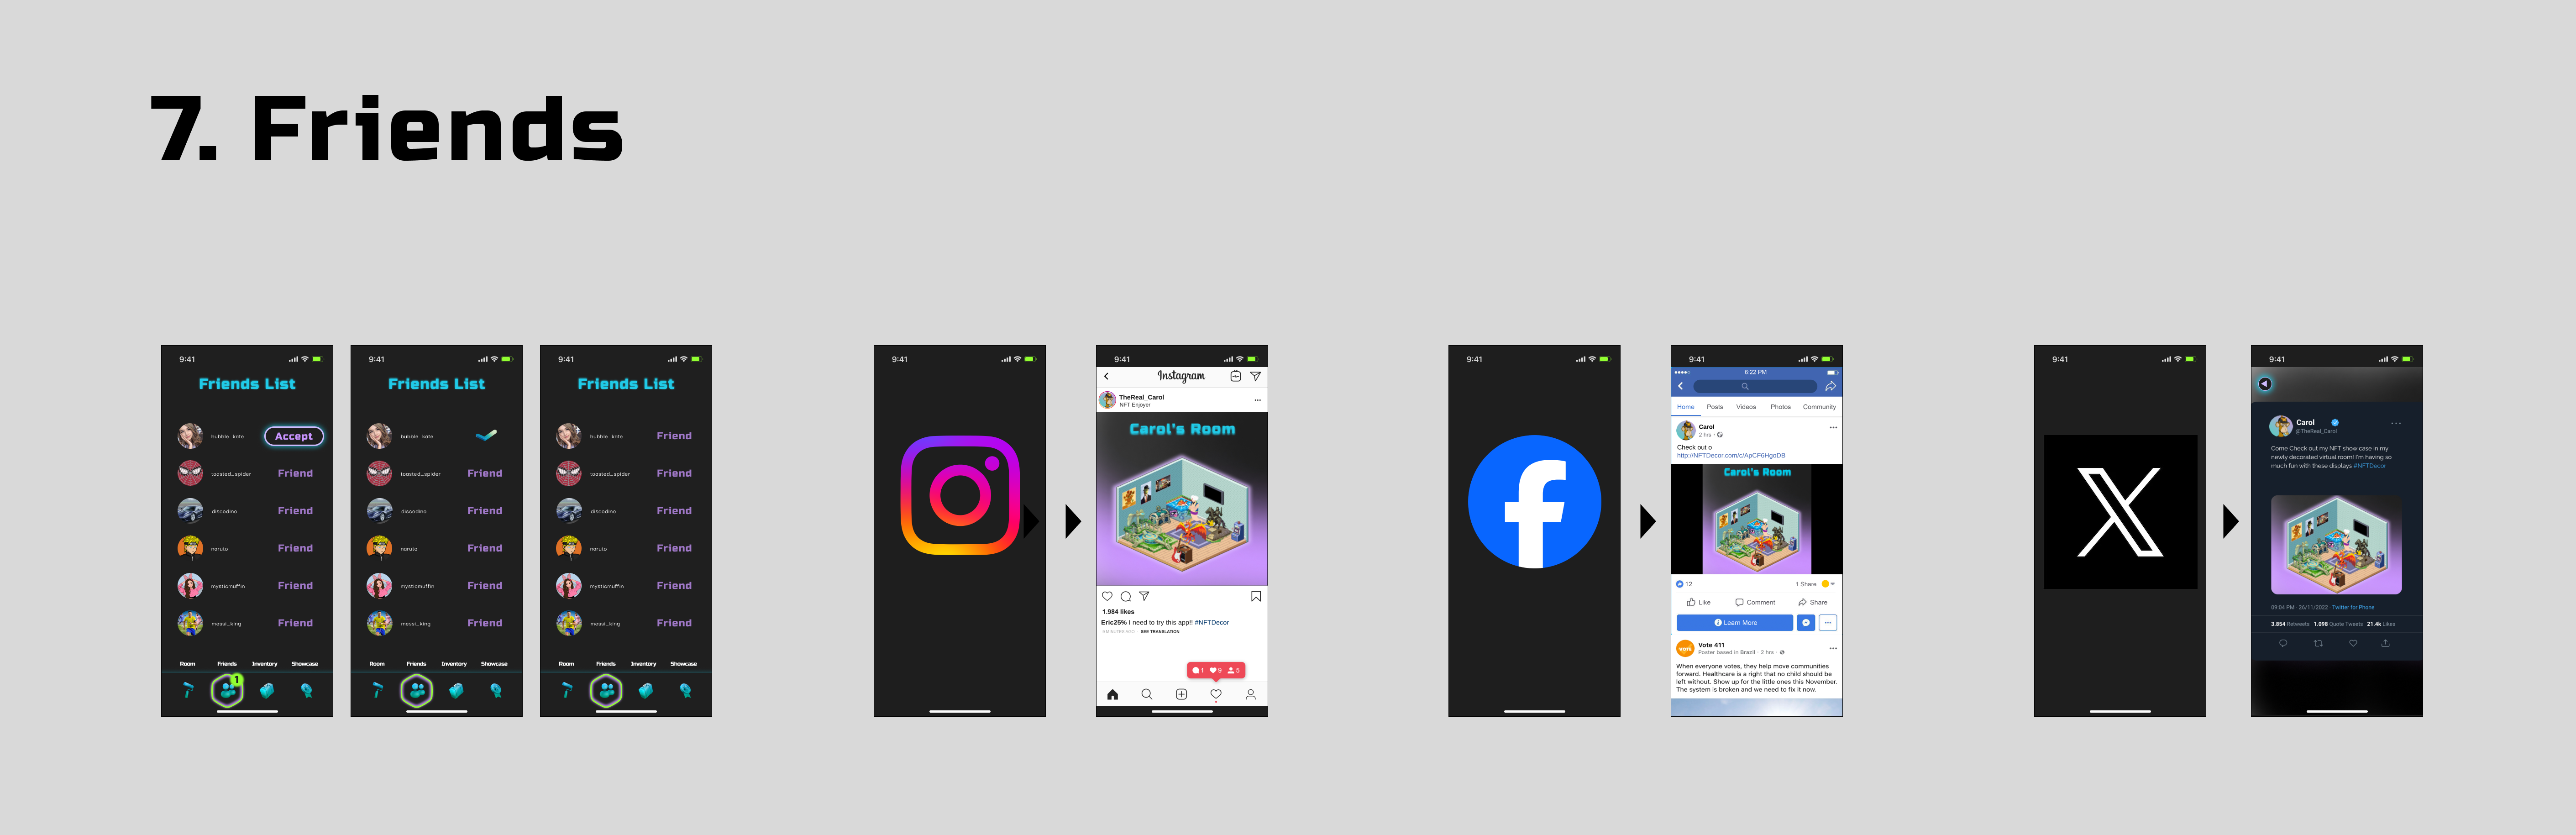 7. Friends
9:41
Friends List
bubble_kata
Accept
toasted_spider
Friend
discodino
Friend
naruto
Friend
mysticmuffin
Friend
messi_king
Friend
Room
Friends
Inventory
Showcase
1
9:41
Friends List
bubble_kata
toasted_spider
Friend
discodino
Friend
naruto
Friend
mysticmuffin
Friend
messi_king
Friend
Room
Friends
Inventory
Showcase
9:41
Friends List
bubble_kata
Friend
toasted_spider
Friend
discodino
Friend
naruto
Friend
mysticmuffin
Friend
messi_king
Friend
Room
Friends
Inventory
Showcase
9:41
9:41
Instagram
TheReal_Carol
NFT Enjoyer
Carol's Room
1.984 likes
Eric25% I need to try this app!! #NFTDecor
MINUTES AGO · SEE TRANSLATION
1 9 5
9:41
9:41
6:22 PM
Home
Posts
Videos
Photos
Community
Carol
2 hrs ·
Check out o
http://NFTDecor.com/c/ApCF6HgoDB
Carol's Room
12
1 Share
Like
Comment
Share
Learn More
Vote 411
Poster based in Brazil · 2 hrs ·
When everyone votes, they help move communities
forward. Healthcare is a right that no child should be
left without. Show up for the little ones this November.
The system is broken and we need to fix it now.
9:41
X
9:41
Carol
@TheReal_Carol
Come Check out my NFT show case in my
newly decorated virtual room! I'm having so
much fun with these displays #NFTDecor
09:04 PM · 26/11/2022 · Twitter for Phone
3.854 Retweets 1.098 Quote Tweets 21.4k Likes